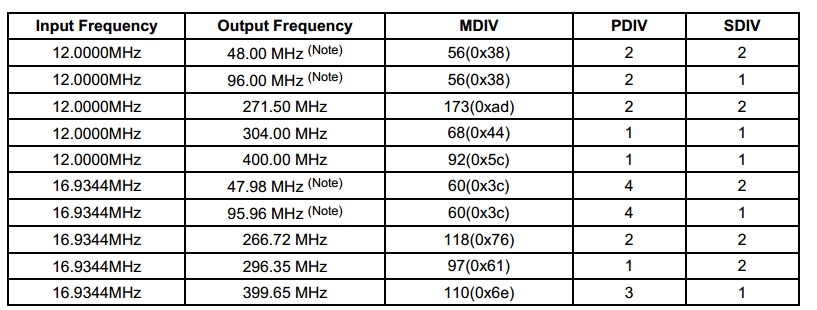 Input Frequency Output Frequency MDIV PDIV SDIV
12.0000MHz 48.00 MHz (Note) 56(0x38) 2 2
12.0000MHz 96.00 MHz (Note) 56(0x38) 2 1
12.0000MHz 271.50 MHz 173(0xad) 2 2
12.0000MHz 304.00 MHz 68(0x44) 1 1
12.0000MHz 400.00 MHz 92(0x5c) 1 1
16.9344MHz 47.98 MHz (Note) 60(0x3c) 4 2
16.9344MHz 95.96 MHz (Note) 60(0x3c) 4 1
16.9344MHz 266.72 MHz 118(0x76) 2 2
16.9344MHz 296.35 MHz 97(0x61) 1 2
16.9344MHz 399.65 MHz 110(0x6e) 3 1